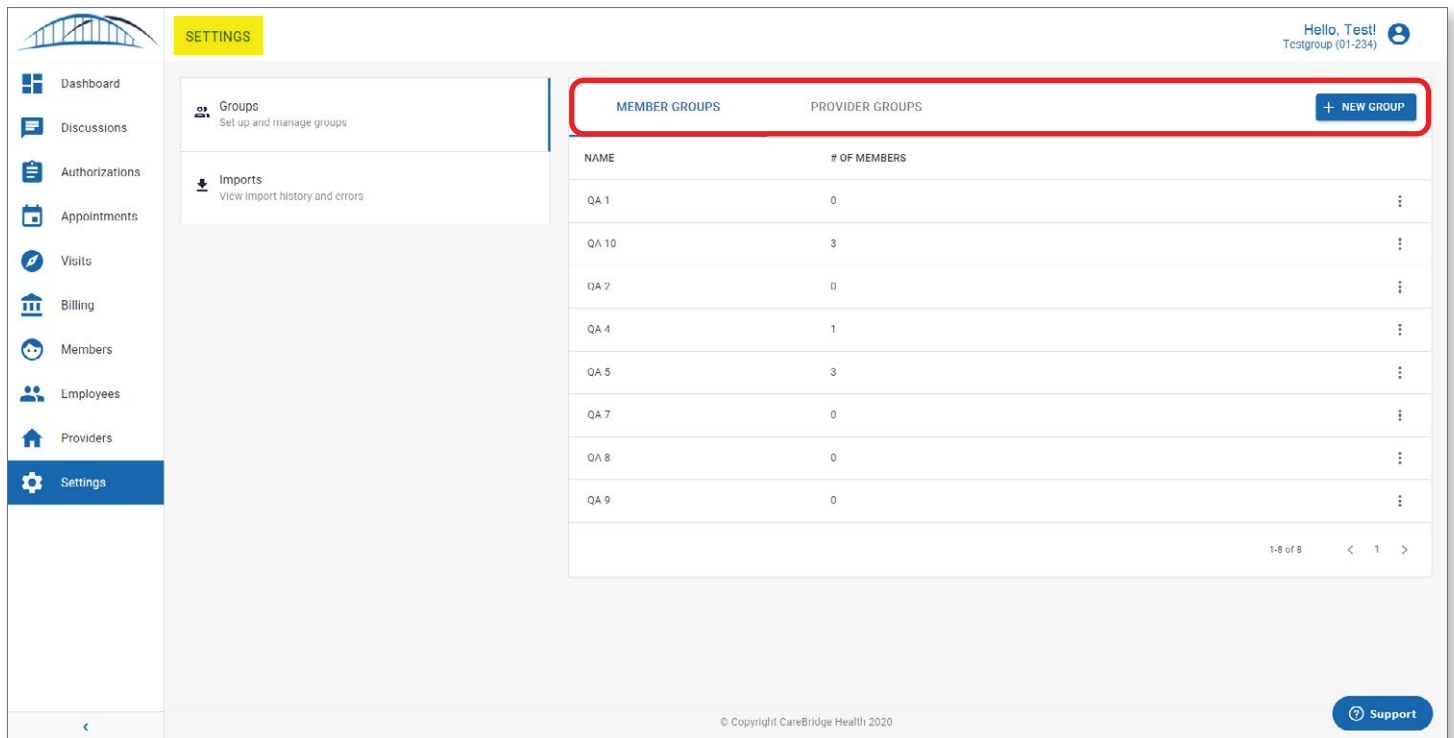 SETTINGS
Hello, Test!
Testgroup (01-234)
Dashboard
Discussions
Authorizations
Appointments
Visits
Billing
Members
Employees
Providers
Settings
Groups
Set up and manage groups
Imports
View import history and errors
MEMBER GROUPS PROVIDER GROUPS + NEW GROUP
NAME # OF MEMBERS
QA 1 0
QA 10 3
QA 2 0
QA 4 1
QA 5 3
QA 7 0
QA 8 0
QA 9 0
1-8 of 8 < 1 >
© Copyright CareBridge Health 2020
Support